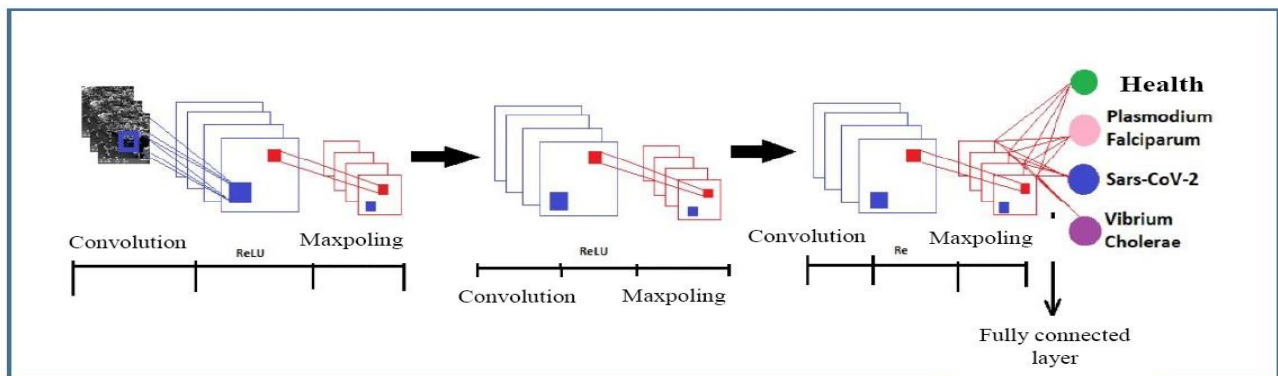 Convolution
ReLU
Maxpoling
ReLU
Convolution
Maxpoling
Convolution
Re
Maxpoling
Health
Plasmodium
Falciparum
Sars-CoV-2
Vibrium
Cholerae
Fully connected
layer